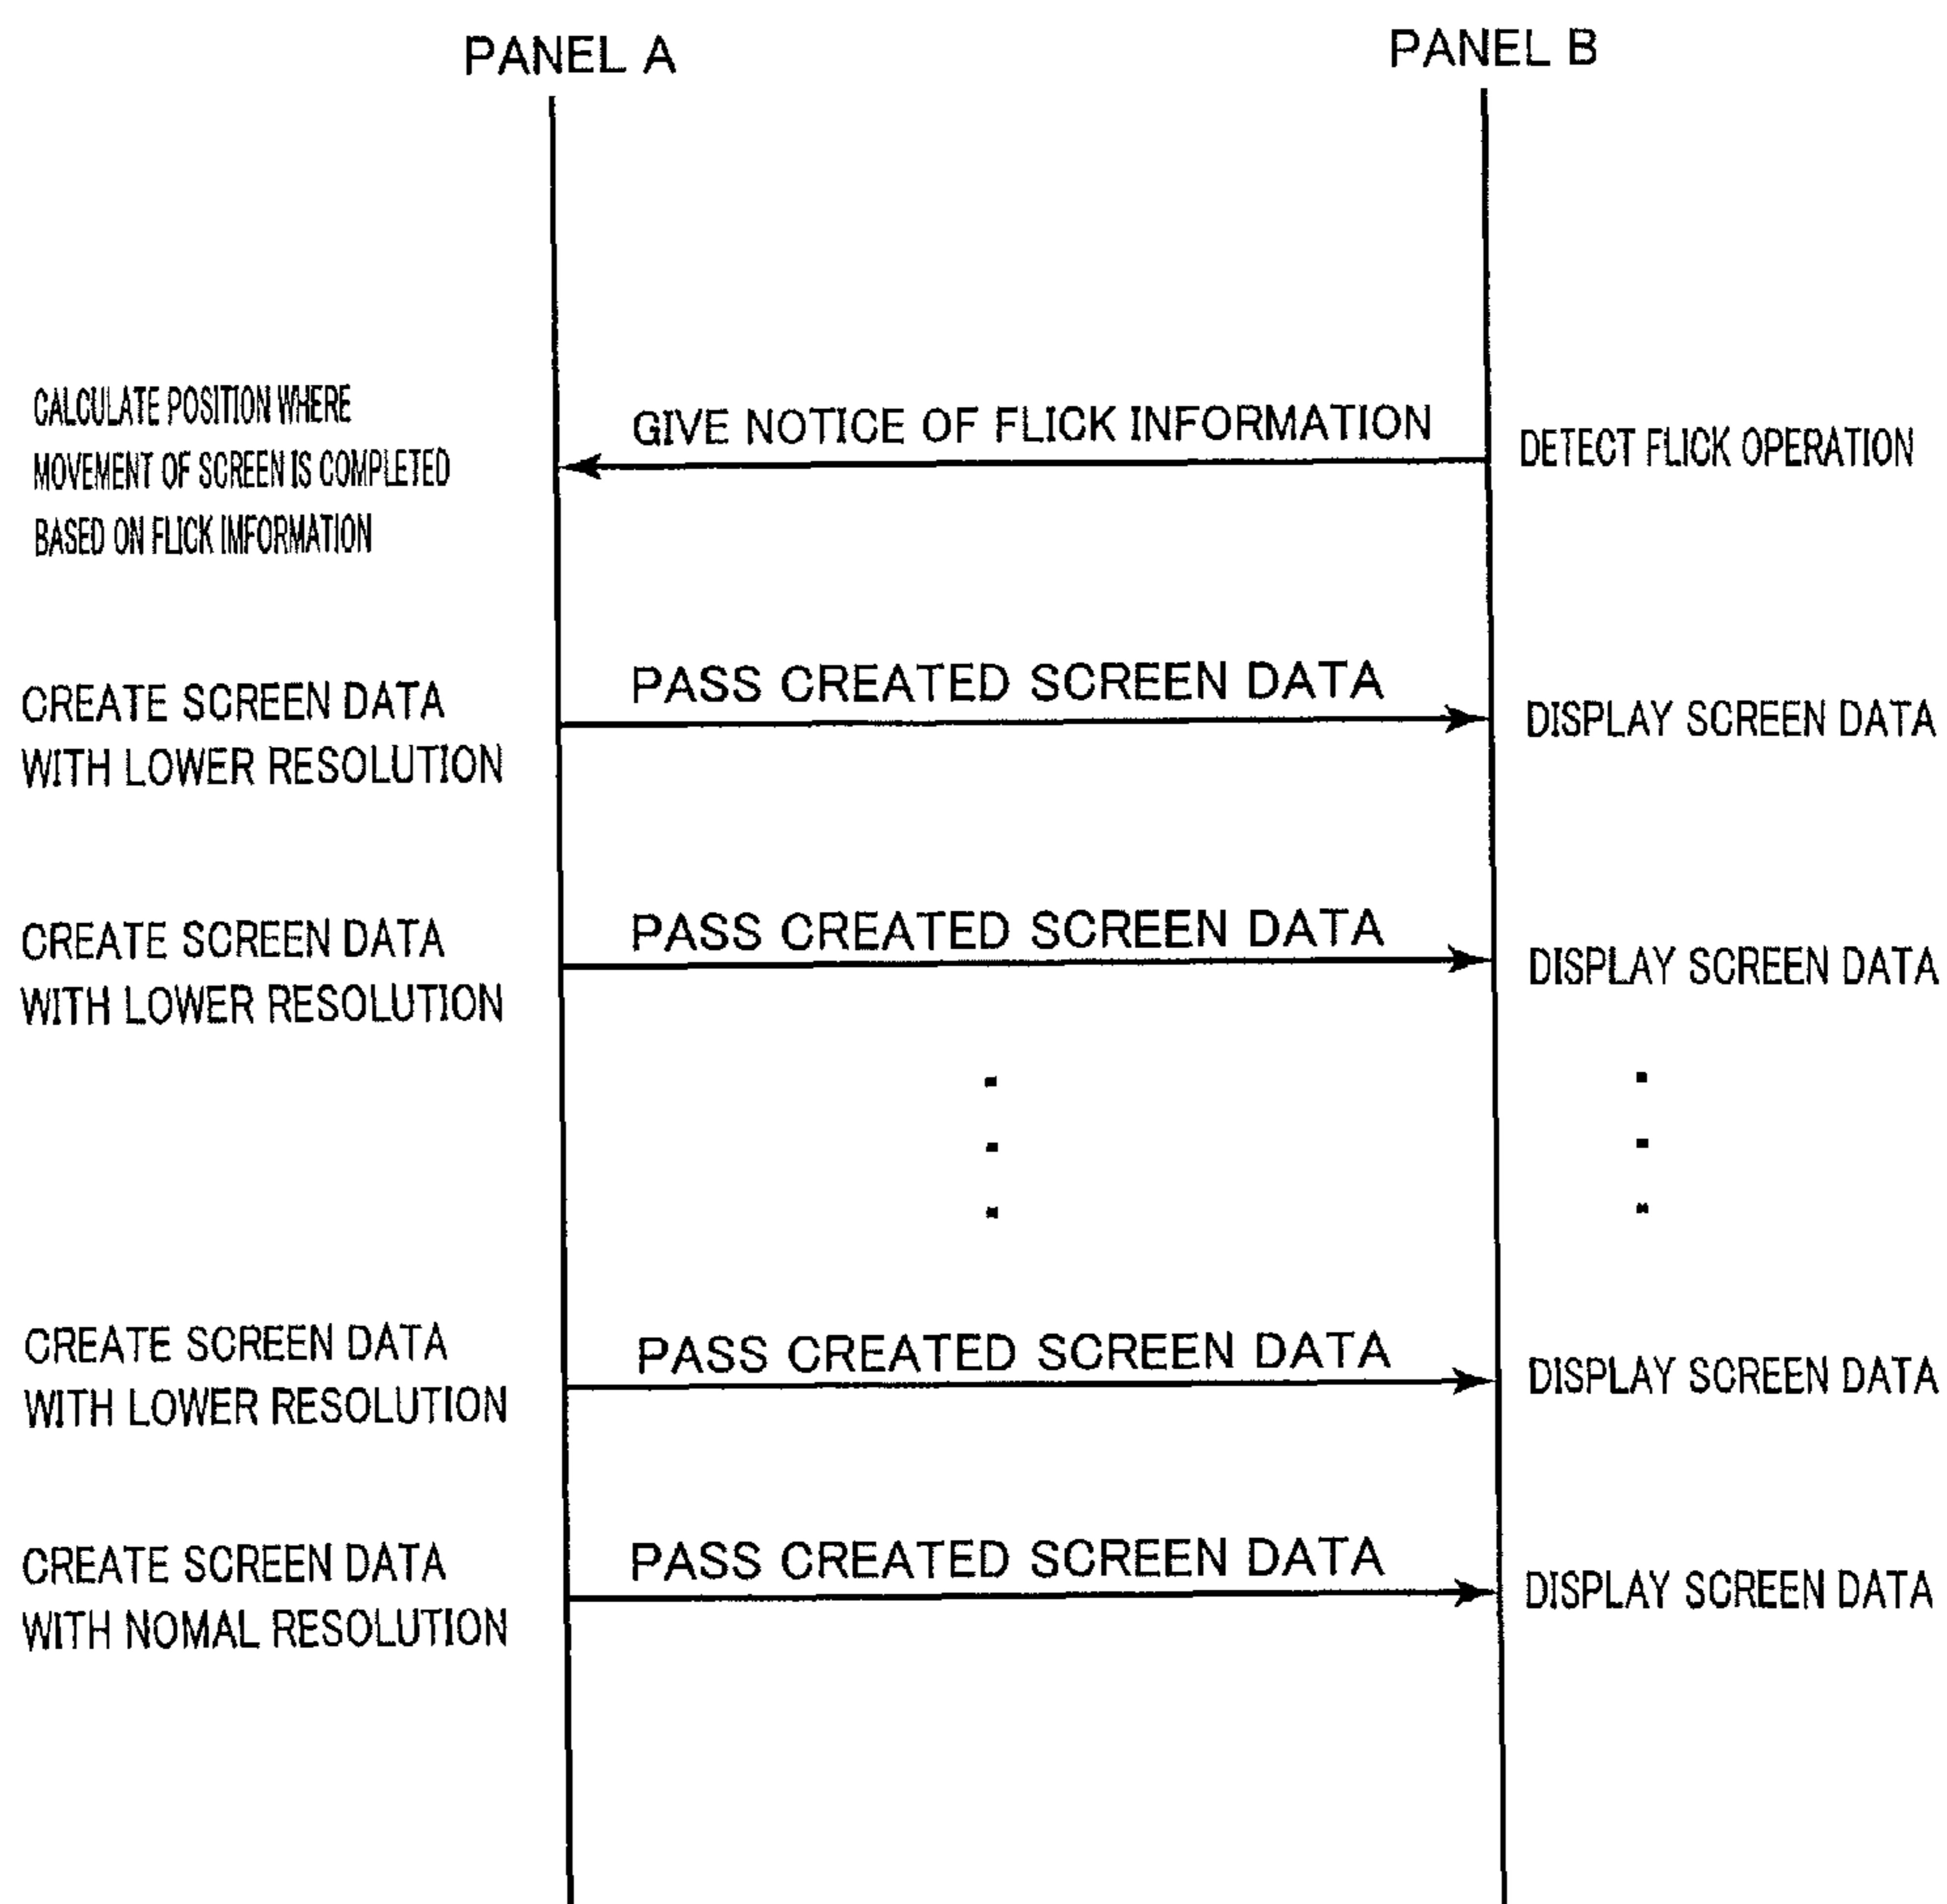 PANEL A
PANEL B
CALCULATE POSITION WHERE
MOVEMENT OF SCREEN IS COMPLETED
BASED ON FLICK IMFORMATION
GIVE NOTICE OF FLICK INFORMATION
DETECT FLICK OPERATION
CREATE SCREEN DATA
WITH LOWER RESOLUTION
PASS CREATED SCREEN DATA
DISPLAY SCREEN DATA
CREATE SCREEN DATA
WITH LOWER RESOLUTION
PASS CREATED SCREEN DATA
DISPLAY SCREEN DATA
CREATE SCREEN DATA
WITH LOWER RESOLUTION
PASS CREATED SCREEN DATA
DISPLAY SCREEN DATA
CREATE SCREEN DATA
WITH NOMAL RESOLUTION
PASS CREATED SCREEN DATA
DISPLAY SCREEN DATA